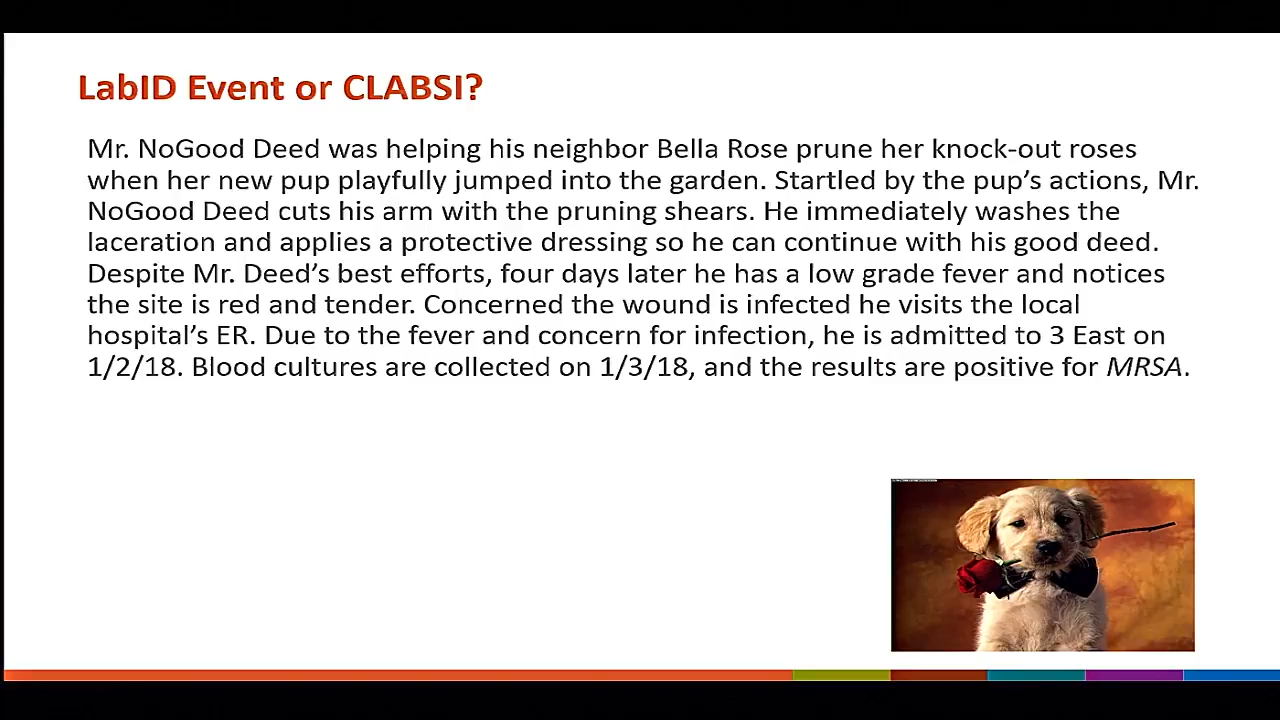 LabID Event or CLABSI?
Mr. NoGood Deed was helping his neighbor Bella Rose prune her knock-out roses
when her new pup playfully jumped into the garden. Startled by the pup's actions, Mr.
NoGood Deed cuts his arm with the pruning shears. He immediately washes the
laceration and applies a protective dressing so he can continue with his good deed.
Despite Mr. Deed's best efforts, four days later he has a low grade fever and notices
the site is red and tender. Concerned the wound is infected he visits the local
hospital's ER. Due to the fever and concern for infection, he is admitted to 3 East on
1/2/18. Blood cultures are collected on 1/3/18, and the results are positive for MRSA.